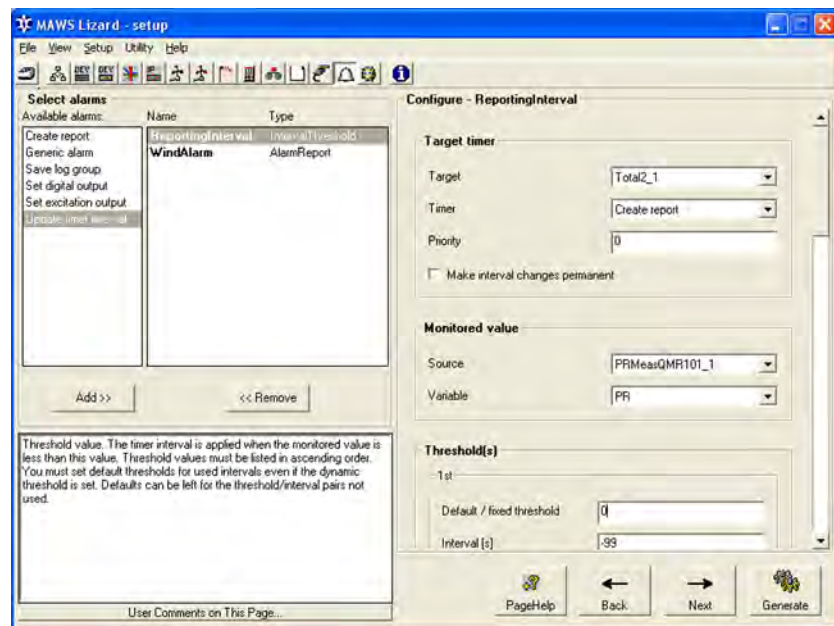 MAWS Lizard - setup
File View Setup Utility Help
Select alarms
Available alarms:
Name
Type
Create report
Generic alarm
Save log group
Set digital output
Set excitation output
Update timer interval
ReportingInterval
IntervalThreshold
WindAlarm
AlarmReport
Add >>
<< Remove
Threshold value. The timer interval is applied when the monitored value is
less than this value. Threshold values must be listed in ascending order.
You must set default thresholds for used intervals even if the dynamic
threshold is set. Defaults can be left for the threshold/interval pairs not
used.
User Comments on This Page...
Configure - ReportingInterval
Target timer
Target
Total2_1
Timer
Create report
Priority
0
Make interval changes permanent
Monitored value
Source
PRMeasQMR101_1
Variable
PR
Threshold(s)
1st
Default / fixed threshold
0
Interval [s]
-99
PageHelp
Back
Next
Generate